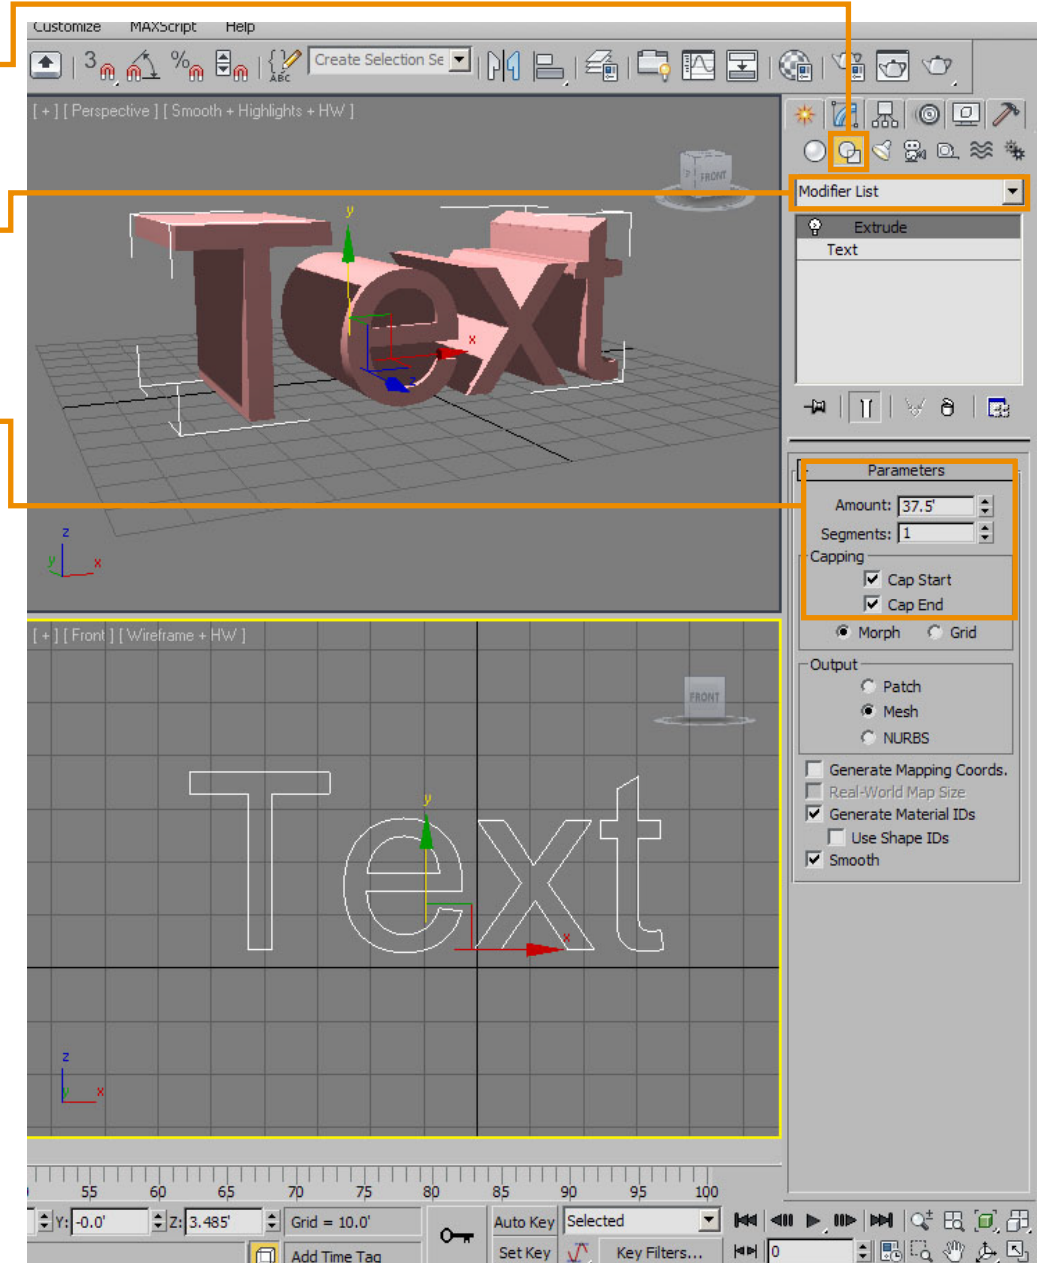 Customize MAXScript Help
3 % ABC Create Selection Se
[ + ] [ Perspective ] [ Smooth + Highlights + HW ]
FRONT
Modifier List
Extrude
Text
Text
y
x
z
z
y x
Parameters
Amount: 37.5'
Segments: 1
Capping
Cap Start
Cap End
Morph Grid
Output
Patch
Mesh
NURBS
Generate Mapping Coords.
Real-World Map Size
Generate Material IDs
Use Shape IDs
Smooth
[ + ] [ Front ] [ Wireframe + HW ]
FRONT
Text
y
x
z
y x
55 60 65 70 75 80 85 90 95 100
Y: -0.0' Z: 3.485' Grid = 10.0' Auto Key Selected
Add Time Tag Set Key Key Filters... 0